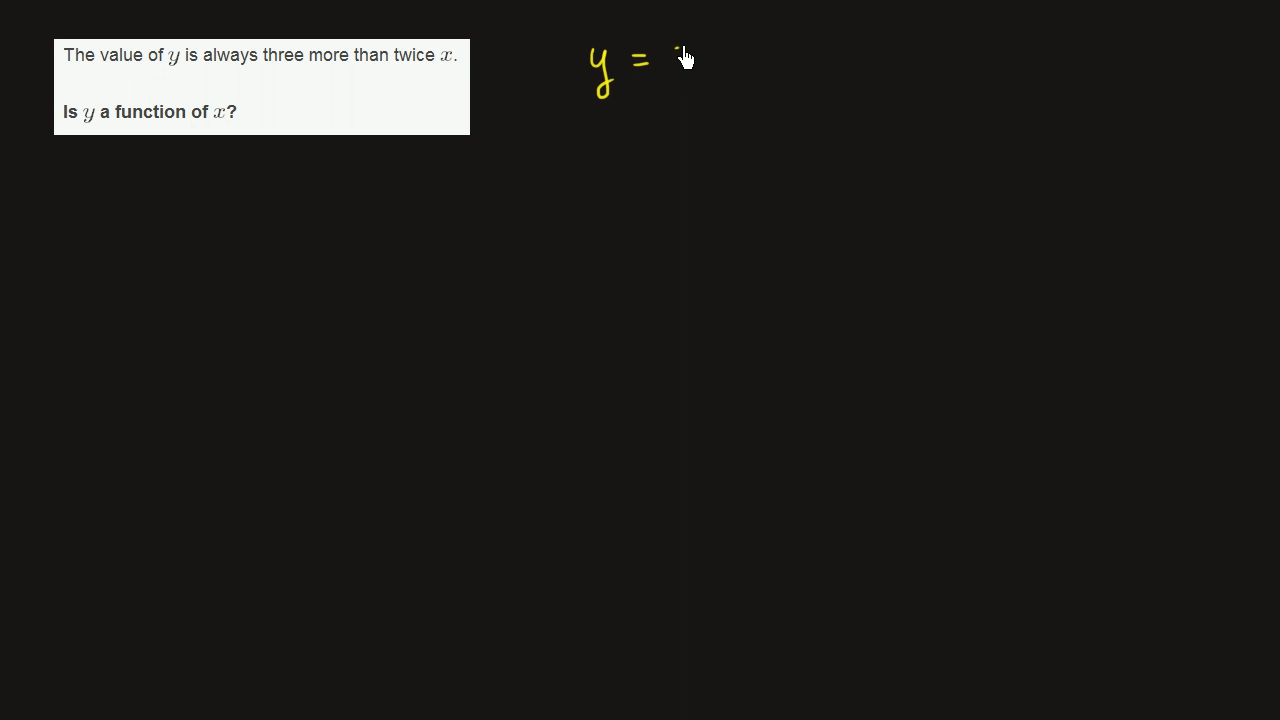 The value of y is always three more than twice x.
y =
Is y a function of x?